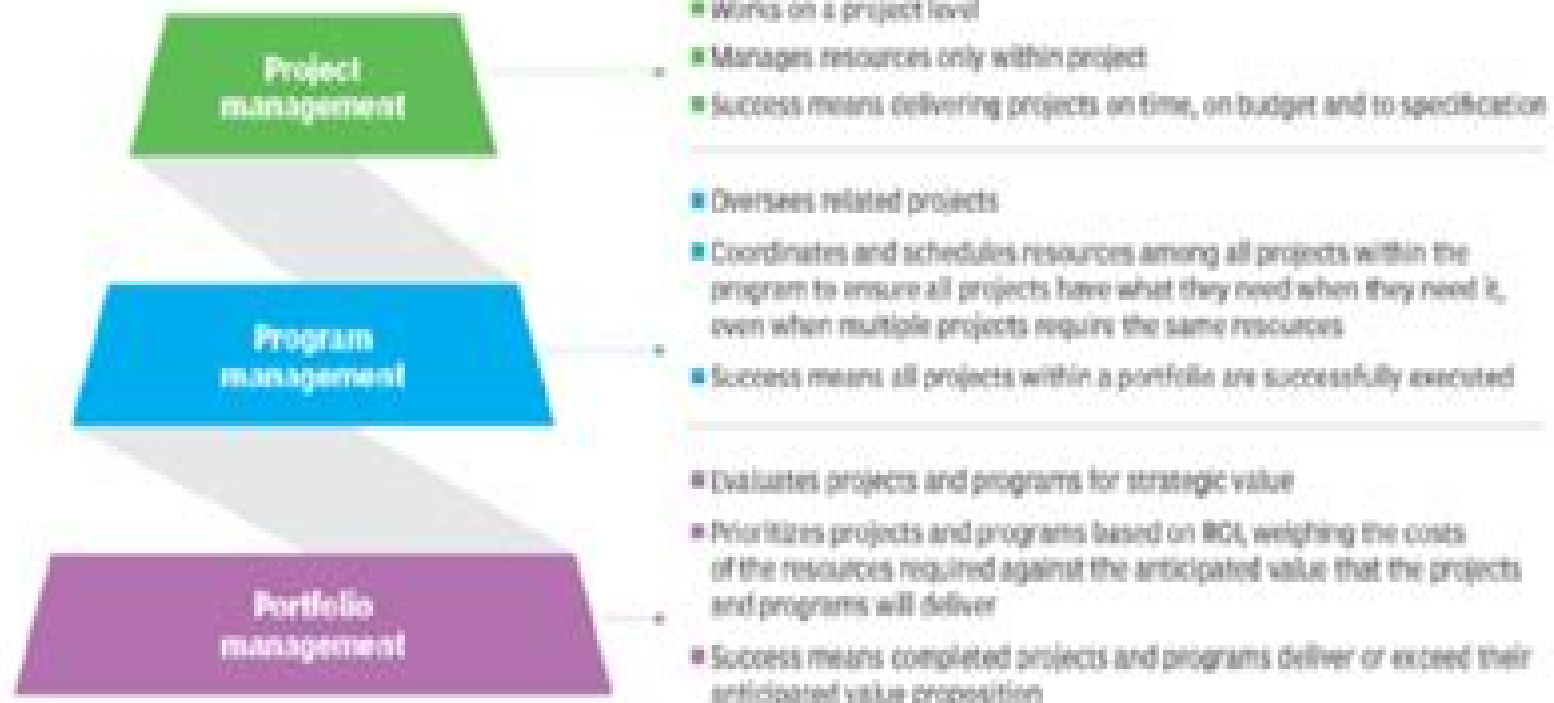 Project
management
Works on a project level
Manages resources only within project
Success means delivering projects on time, on budget and to specification
Program
management
Oversees related projects
Coordinates and schedules resources among all projects within the
program to ensure all projects have what they need when they need it,
even when multiple projects require the same resources
Success means all projects within a portfolio are successfully executed
Portfolio
management
Evaluates projects and programs for strategic value
Prioritizes projects and programs based on ROI, weighing the costs
of the resources required against the anticipated value that the projects
and programs will deliver
Success means completed projects and programs deliver or exceed their
anticipated value proposition